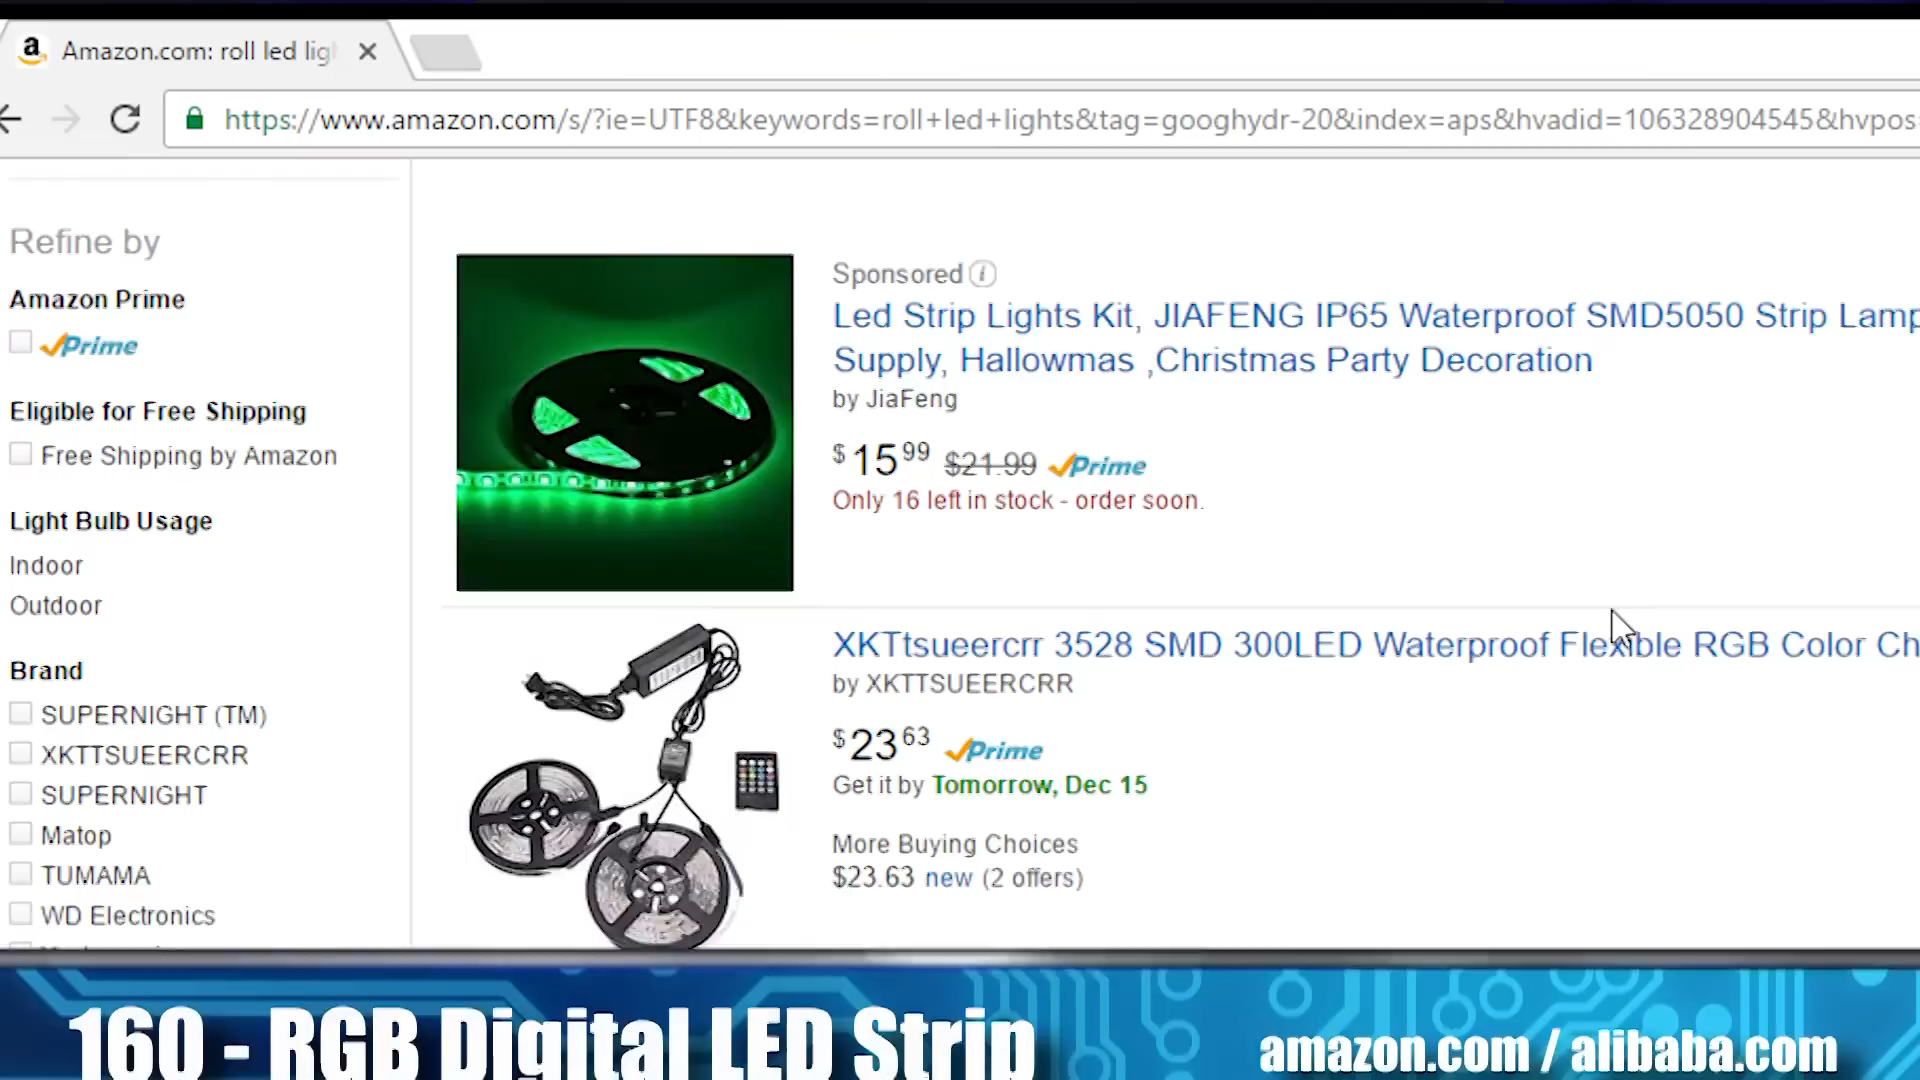 Amazon.com: roll led lig
https://www.amazon.com/s/?ie=UTF8&keywords=roll+led+lights&tag=googhydr-20&index=aps&hvadid=106328904545&hvpos=
Refine by
Amazon Prime
Prime
Eligible for Free Shipping
Free Shipping by Amazon
Light Bulb Usage
Indoor
Outdoor
Brand
SUPERNIGHT (TM)
XKTTSUEERCRR
SUPERNIGHT
Matop
TUMAMA
WD Electronics
Sponsored
Led Strip Lights Kit, JIAFENG IP65 Waterproof SMD5050 Strip Lamp
Supply, Hallowmas ,Christmas Party Decoration
by JiaFeng
$15 99 $21.99 Prime
Only 16 left in stock - order soon.
XKTtsueercrr 3528 SMD 300LED Waterproof Flexible RGB Color Ch
by XKTTSUEERCRR
$23 63 Prime
Get it by Tomorrow, Dec 15
More Buying Choices
$23.63 new (2 offers)
160 - RGB Digital LED Strip
amazon.com / alibaba.com